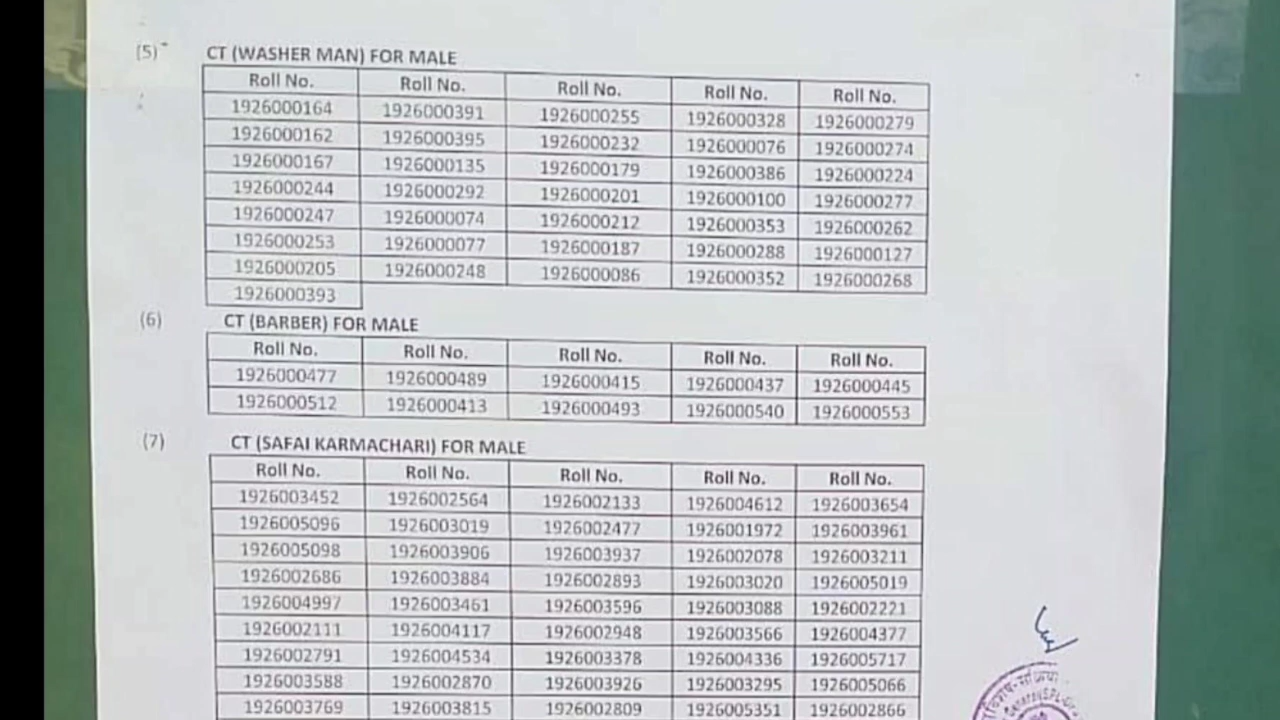 (5) CT (WASHER MAN) FOR MALE
Roll No. Roll No. Roll No. Roll No. Roll No.
1926000164 1926000391 1926000255 1926000328 1926000279
1926000162 1926000395 1926000232 1926000076 1926000274
1926000167 1926000135 1926000179 1926000386 1926000224
1926000244 1926000292 1926000201 1926000100 1926000277
1926000247 1926000074 1926000212 1926000353 1926000262
1926000253 1926000077 1926000187 1926000288 1926000127
1926000205 1926000248 1926000086 1926000352 1926000268
1926000393
(6) CT (BARBER) FOR MALE
Roll No. Roll No. Roll No. Roll No. Roll No.
1926000477 1926000489 1926000415 1926000437 1926000445
1926000512 1926000413 1926000493 1926000540 1926000553
(7) CT (SAFAI KARMACHARI) FOR MALE
Roll No. Roll No. Roll No. Roll No. Roll No.
1926003452 1926002564 1926002133 1926004612 1926003654
1926005096 1926003019 1926002477 1926001972 1926003961
1926005098 1926003906 1926003937 1926002078 1926003211
1926002686 1926003884 1926002893 1926003020 1926005019
1926004997 1926003461 1926003596 1926003088 1926002221
1926002111 1926004117 1926002948 1926003566 1926004377
1926002791 1926004534 1926003378 1926004336 1926005717
1926003588 1926002870 1926003926 1926003295 1926005066
1926003769 1926003815 1926002809 1926005351 1926002866